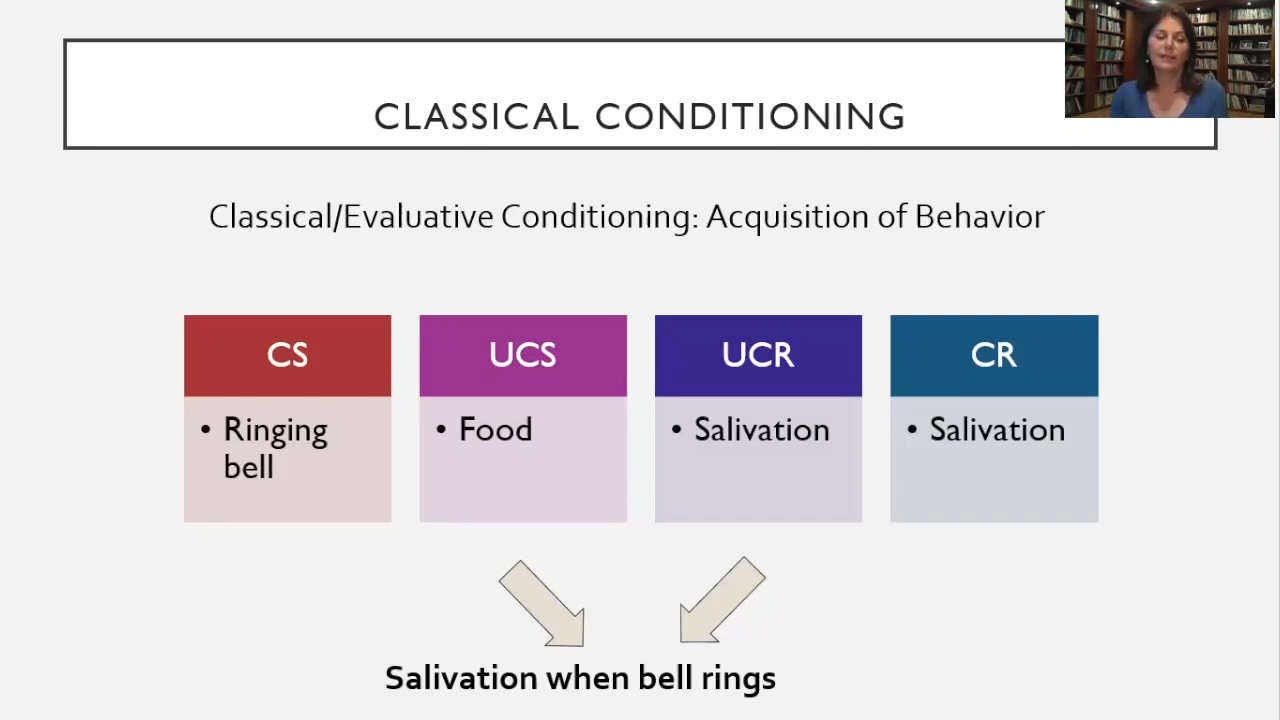 CLASSICAL CONDITIONING
Classical/Evaluative Conditioning: Acquisition of Behavior
CS
UCS
UCR
CR
• Ringing
bell
• Food
• Salivation
• Salivation
Salivation when bell rings